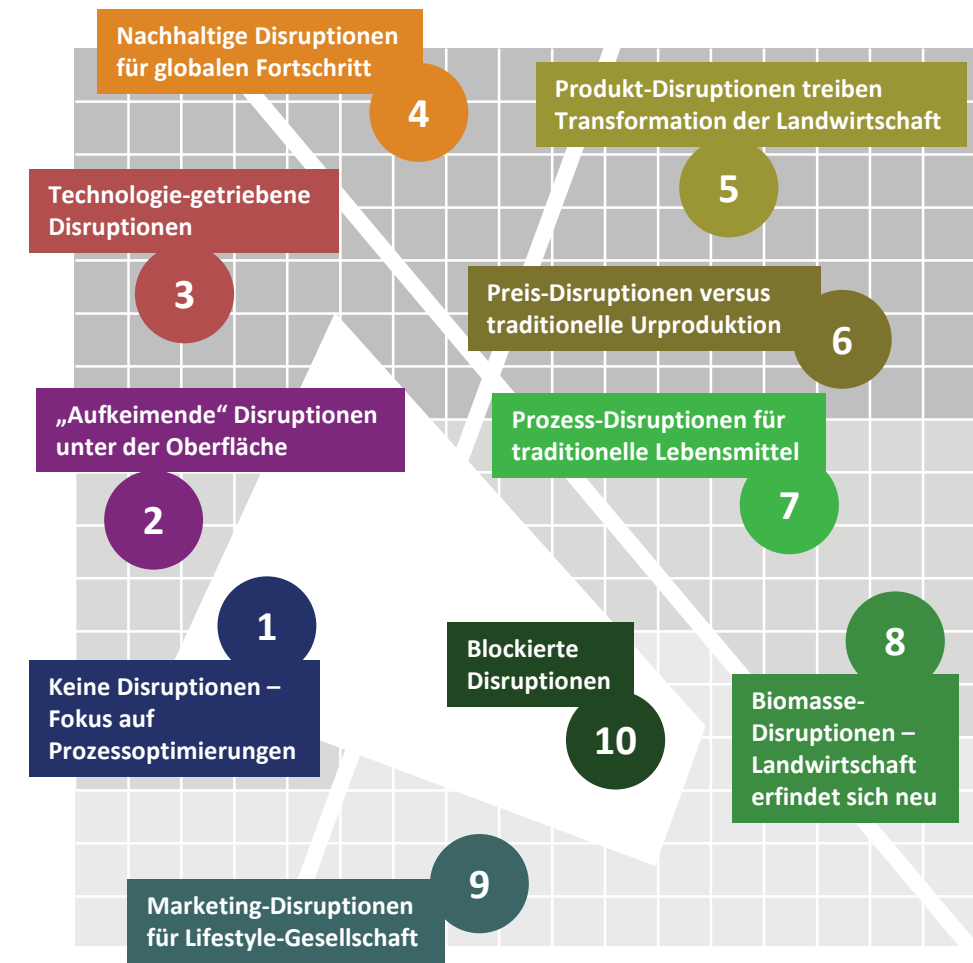 Nachhaltige Disruptionen
für globalen Fortschritt
4
Produkt-Disruptionen treiben
Transformation der Landwirtschaft
5
Technologie-getriebene
Disruptionen
3
Preis-Disruptionen versus
traditionelle Urproduktion
6
„Aufkeimende“ Disruptionen
unter der Oberfläche
2
Prozess-Disruptionen für
traditionelle Lebensmittel
7
1
Keine Disruptionen –
Fokus auf
Prozessoptimierungen
Blockierte
Disruptionen
10
8
Biomasse-
Disruptionen –
Landwirtschaft
erfindet sich neu
9
Marketing-Disruptionen
für Lifestyle-Gesellschaft